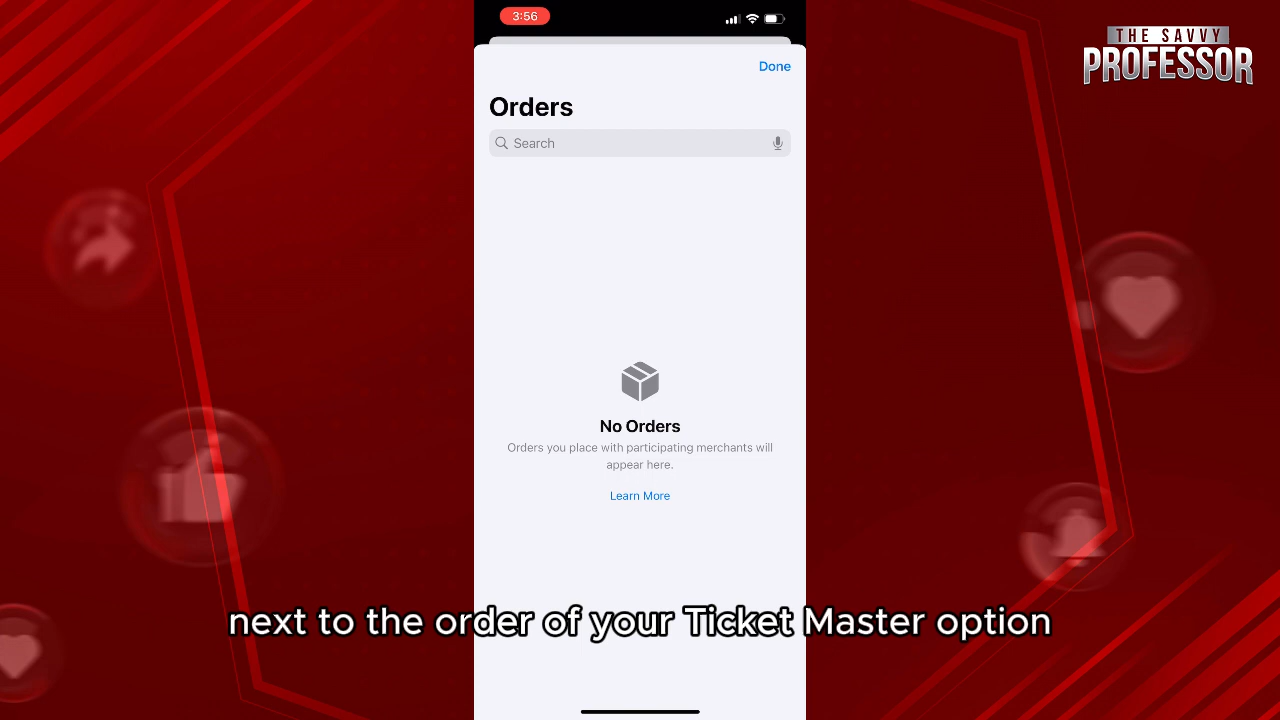 3:56
THE SAVVY
PROFESSOR
Done
Orders
Search
No Orders
Orders you place with participating merchants will
appear here.
Learn More
next to the order of your Ticket Master option